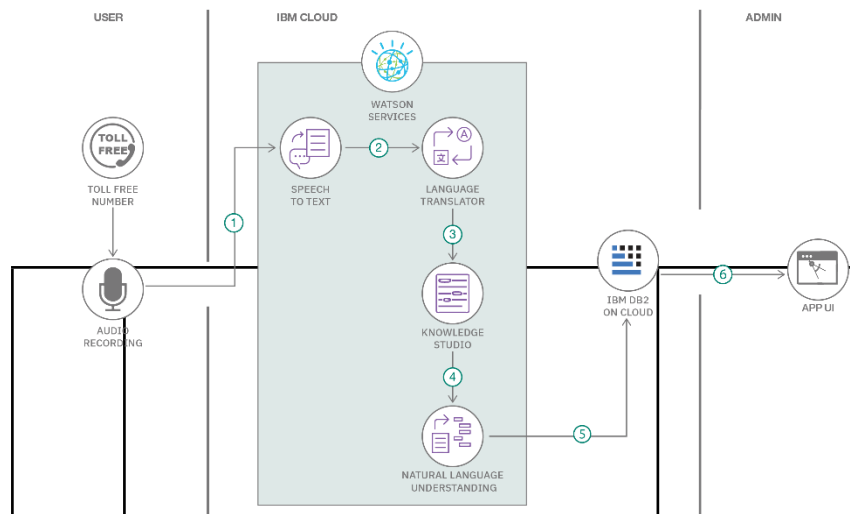 USER
IBM CLOUD
ADMIN
WATSON
SERVICES
TOLL
FREE
TOLL FREE
NUMBER
SPEECH
TO TEXT
2
A
文
LANGUAGE
TRANSLATOR
1
3
AUDIO
RECORDING
KNOWLEDGE
STUDIO
IBM DB2
ON CLOUD
6
APP UI
4
NATURAL LANGUAGE
UNDERSTANDING
5